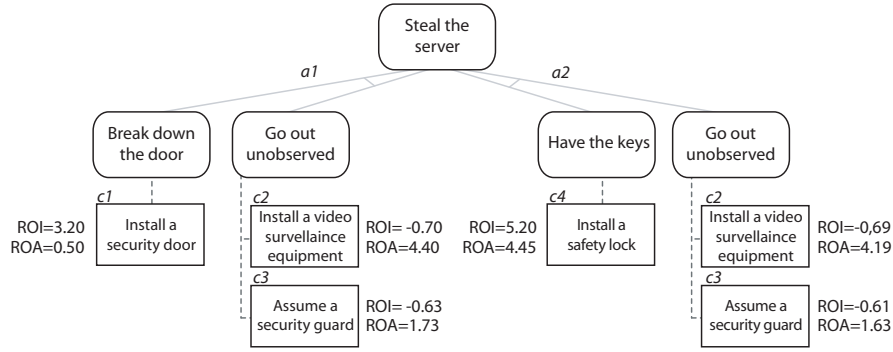 Steal the
server
a1
a2
Break down
the door
Go out
unobserved
Have the keys
Go out
unobserved
c1
Install a
security door
ROI=3.20
ROA=0.50
c2
Install a video
survellaince
equipment
ROI= -0.70
ROA=4.40
c3
Assume a
security guard
ROI= -0.63
ROA=1.73
c4
Install a
safety lock
ROI=5.20
ROA=4.45
c2
Install a video
survellaince
equipment
ROI= -0,69
ROA=4.19
c3
Assume a
security guard
ROI= -0.61
ROA=1.63